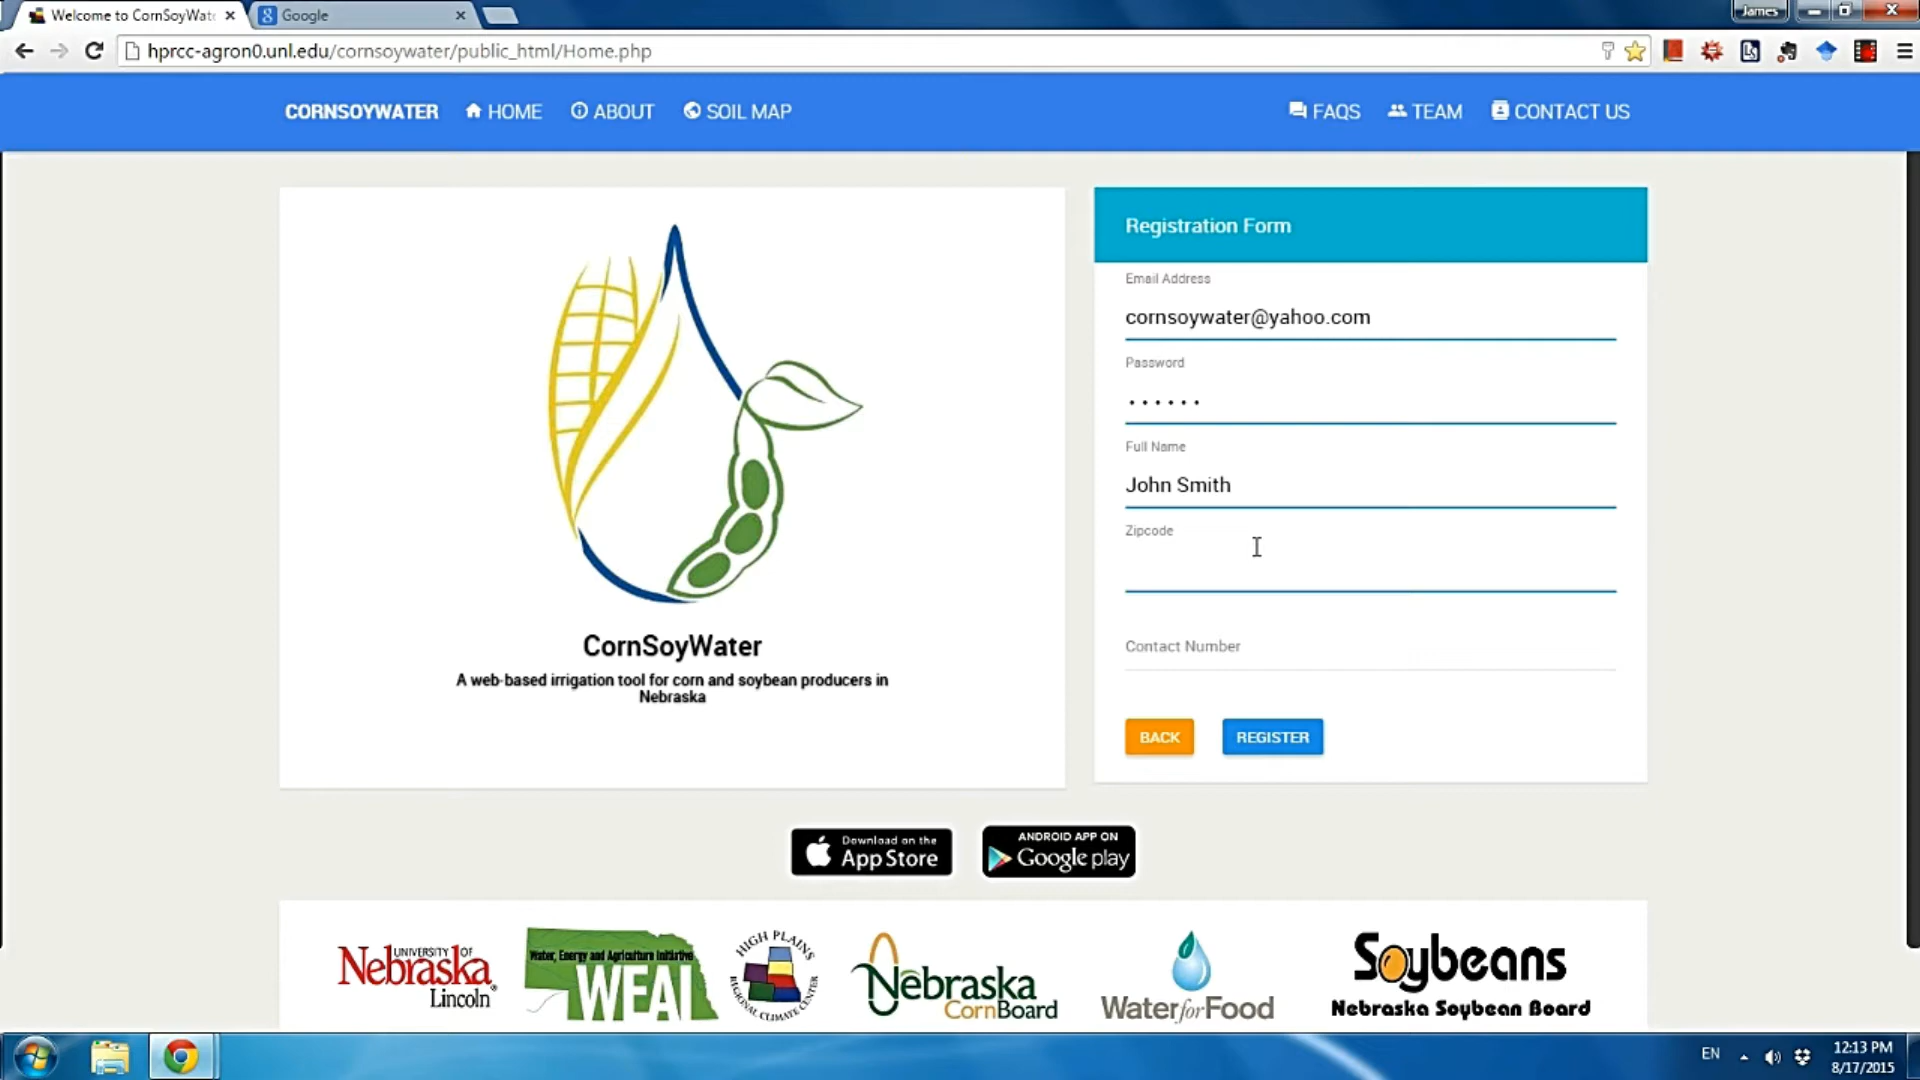 Welcome to CornSoyWat
Google
James
hprcc-agron0.unl.edu/cornsoywater/public_html/Home.php
CORNSOYWATER HOME ABOUT SOIL MAP FAQS TEAM CONTACT US
Registration Form
Email Address
cornsoywater@yahoo.com
Password
Full Name
John Smith
Zipcode
Contact Number
BACK REGISTER
CornSoyWater
A web-based irrigation tool for corn and soybean producers in
Nebraska
Download on the
App Store
ANDROID APP ON
Google play
UNIVERSITY OF
Nebraska
Lincoln
Water, Energy and Agriculture Initiative
WEAI
HIGH PLAINS
REGIONAL CLIMATE CENTER
Nebraska
CornBoard
Water for Food
Soybeans
Nebraska Soybean Board
EN
12:13 PM
8/17/2015